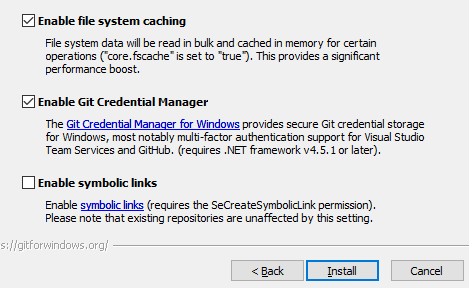 Enable file system caching
File system data will be read in bulk and cached in memory for certain
operations ("core.fscache" is set to "true"). This provides a significant
performance boost.
Enable Git Credential Manager
The Git Credential Manager for Windows provides secure Git credential storage
for Windows, most notably multi-factor authentication support for Visual Studio
Team Services and GitHub. (requires .NET framework v4.5.1 or later).
Enable symbolic links
Enable symbolic links (requires the SeCreateSymbolicLink permission).
Please note that existing repositories are unaffected by this setting.
s://gitforwindows.org/
< Back Install Cancel